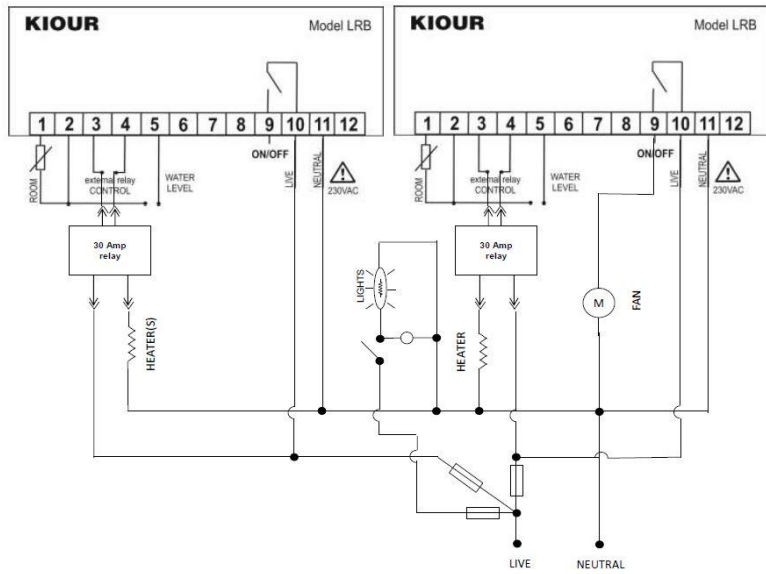 KIOUR Model LRB
1 2 3 4 5 6 7 8 9 10 11 12
ROOM
external relay
CONTROL
WATER
LEVEL
ON/OFF
LIVE
NEUTRAL
230VAC
30 Amp
relay
HEATER(S)
LIGHTS
KIOUR Model LRB
1 2 3 4 5 6 7 8 9 10 11 12
ROOM
external relay
CONTROL
WATER
LEVEL
ON/OFF
LIVE
NEUTRAL
230VAC
30 Amp
relay
HEATER
M
FAN
LIVE
NEUTRAL